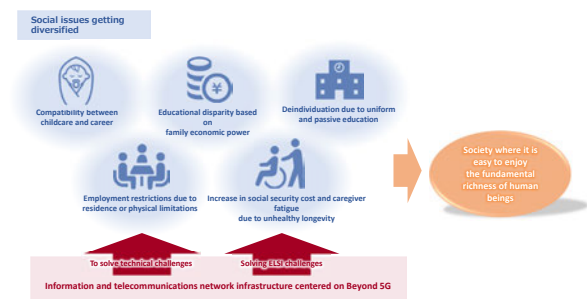 Social issues getting
diversified
Compatibility between
childcare and career
¥
Educational disparity based
on
family economic power
Deindividuation due to uniform
and passive education
Employment restrictions due to
residence or physical limitations
Increase in social security cost and caregiver
fatigue
due to unhealthy longevity
Society where it is
easy to enjoy
the fundamental
richness of human
beings
To solve technical challenges
Solving ELSI challenges
Information and telecommunications network infrastructure centered on Beyond 5G